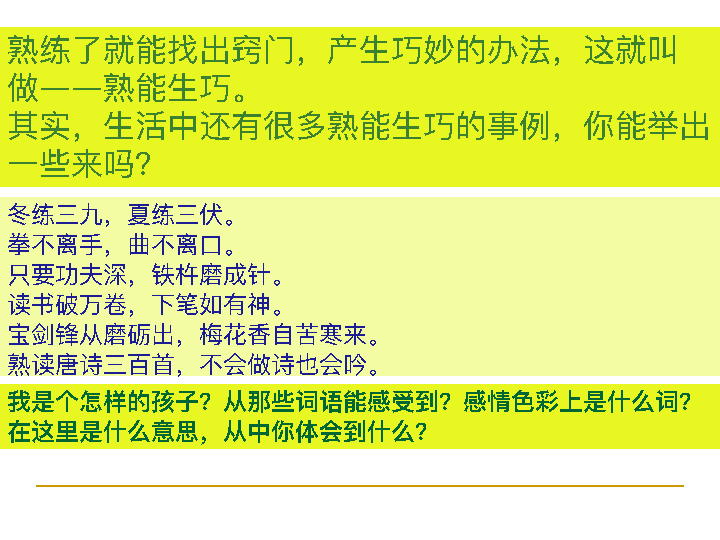 熟练了就能找出窍门，产生巧妙的办法，这就叫
做——熟能生巧。
其实，生活中还有很多熟能生巧的事例，你能举出
一些来吗？
冬练三九，夏练三伏。
拳不离手，曲不离口。
只要功夫深，铁杵磨成针。
读书破万卷，下笔如有神。
宝剑锋从磨砺出，梅花香自苦寒来。
熟读唐诗三百首，不会做诗也会吟。
我是个怎样的孩子？从那些词语能感受到？感情色彩上是什么词？
在这里是什么意思，从中你体会到什么？